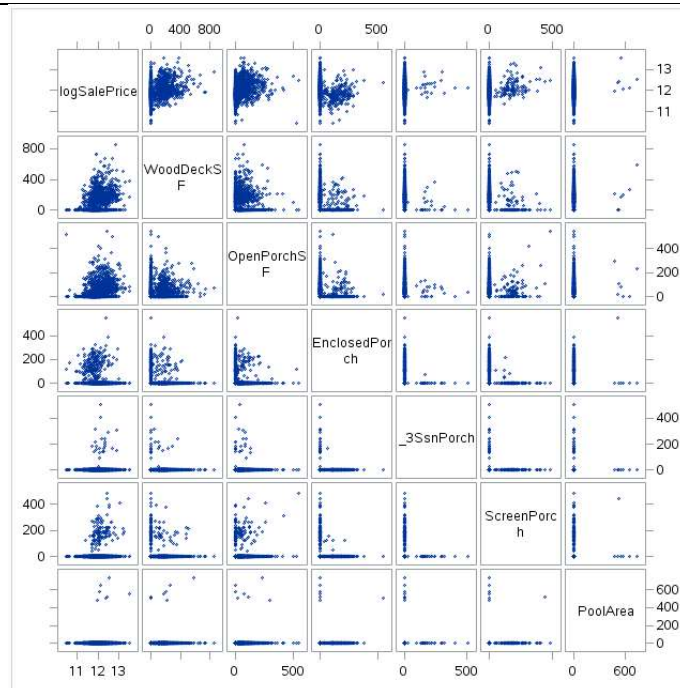 0 400 800 0 500 0 500
logSalePrice 13
12
11
800
400
0
WoodDeckS
F
OpenPorchS
F
400
200
0
400
200
0
EnclosedPor
ch
_3SsnPorch
400
200
0
400
200
0
ScreenPorc
h
PoolArea
600
400
200
0
11 12 13 0 500 0 500 0 600